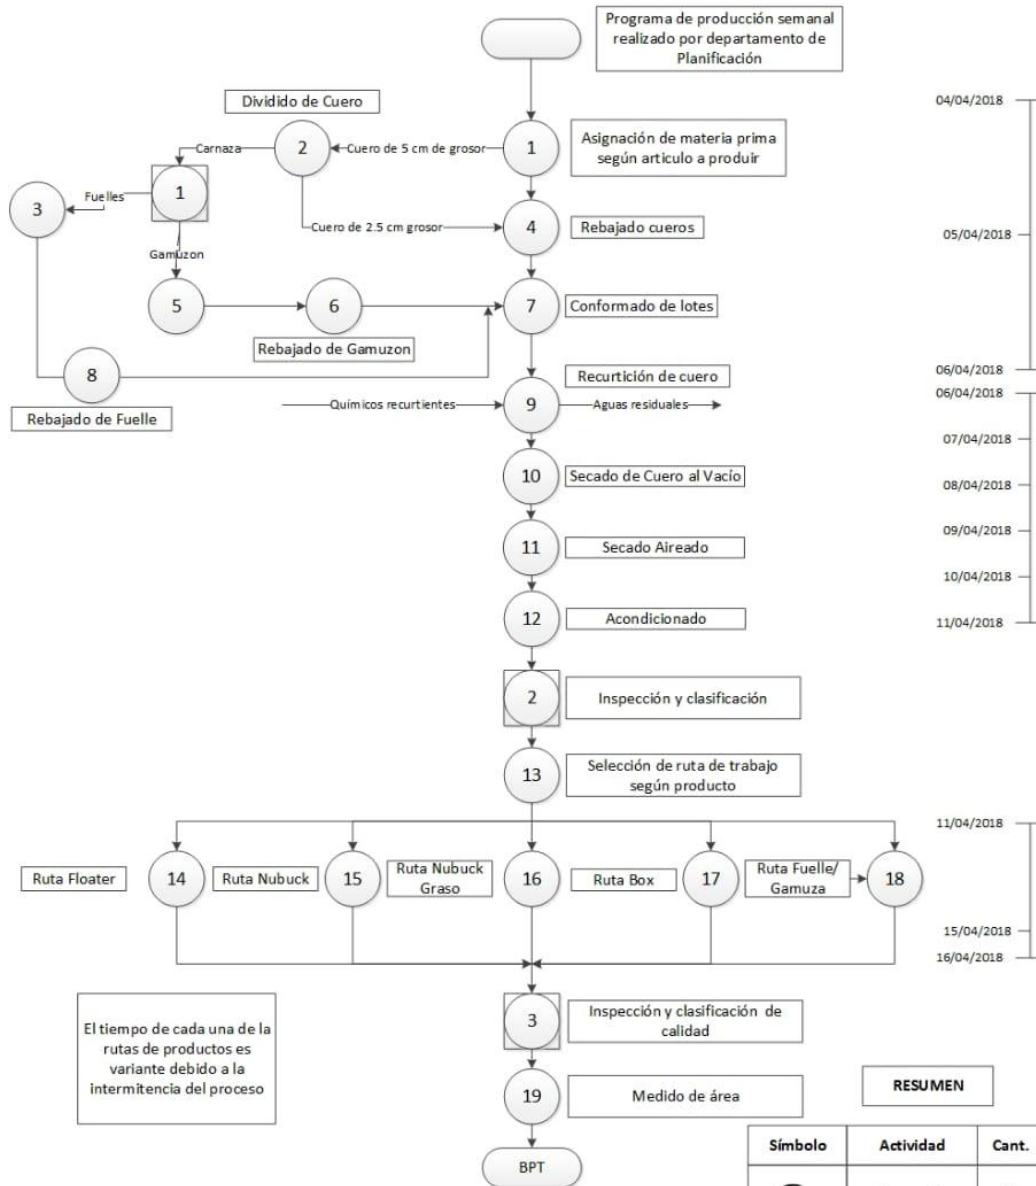 Programa de producción semanal
realizado por departamento de
Planificación
04/04/2018
Dividido de Cuero
Carnaza
2
Cuero de 5 cm de grosor
1
Asignación de materia prima
según articulo a produir
3
Fuelles
1
Cuero de 2.5 cm grosor
4
Rebajado cueros
05/04/2018
Gamuzon
5
6
7
Conformado de lotes
Rebajado de Gamuzon
8
Rebajado de Fuelle
Recurtición de cuero
06/04/2018
Químicos recurtientes
9
Aguas residuales
06/04/2018
07/04/2018
10
Secado de Cuero al Vacío
08/04/2018
09/04/2018
11
Secado Aireado
10/04/2018
12
Acondicionado
11/04/2018
2
Inspección y clasificación
13
Selección de ruta de trabajo
según producto
11/04/2018
Ruta Floater
14
Ruta Nubuck
15
Ruta Nubuck
Graso
16
Ruta Box
17
Ruta Fuelle/
Gamuza
18
15/04/2018
16/04/2018
El tiempo de cada una de la
rutas de productos es
variante debido a la
intermitencia del proceso
3
Inspección y clasificación de
calidad
19
Medido de área
RESUMEN
BPT
Símbolo Actividad Cant.